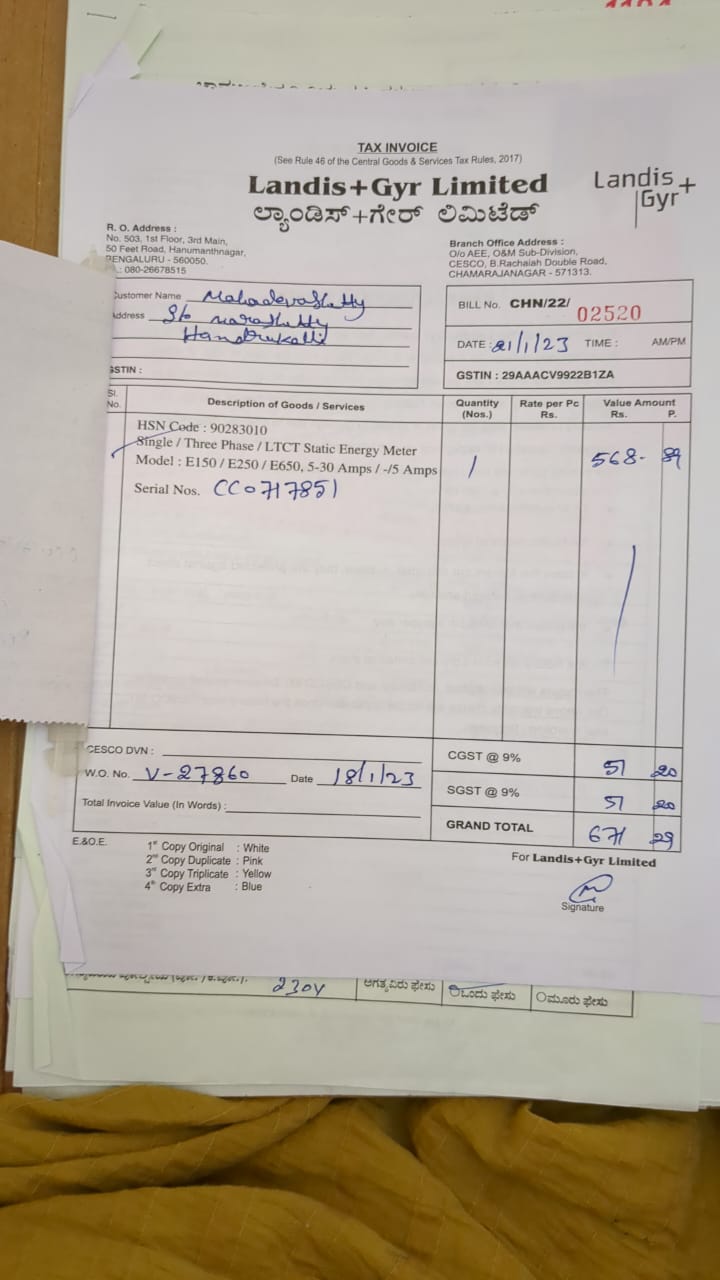 TAX INVOICE
(See Rule 46 of the Central Goods & Services Tax Rules, 2017)
Landis+Gyr Limited
ಲ್ಯಾಂಡಿಸ್+ಗೇರ್ ಲಿಮಿಟೆಡ್
Landis+
Gyr
R. O. Address :
No. 503, 1st Floor, 3rd Main,
50 Feet Road, Hanumanthnagar,
BENGALURU - 560050.
: 080-26678515
Branch Office Address :
O/o AEE, O&M Sub-Division,
CESCO, B.Rachaiah Double Road,
CHAMARAJANAGAR - 571313.
Customer Name Mahadevashetty
Address S/o Marashetty
GSTIN :
BILL No. CHN/22/ 02520
DATE : 21/1/23 TIME : AM/PM
GSTIN : 29AAACV9922B1ZA
Sl. No. Description of Goods / Services Quantity (Nos.) Rate per Pc Rs. Value Amount Rs. P.
HSN Code : 90283010
Single / Three Phase / LTCT Static Energy Meter
Model : E150 / E250 / E650, 5-30 Amps / -/5 Amps 1 568- 89
Serial Nos. CC0717851
CESCO DVN :
W.O. No. V-27860 Date 18/1/23
Total Invoice Value (In Words) :
CGST @ 9% 51 20
SGST @ 9% 51 20
GRAND TOTAL 671 29
E.&O.E.
1st Copy Original : White
2nd Copy Duplicate : Pink
3rd Copy Triplicate : Yellow
4th Copy Extra : Blue
For Landis+Gyr Limited
Signature
230V
ಒಂದು ಫೇಸು
ಮೂರು ಫೇಸು